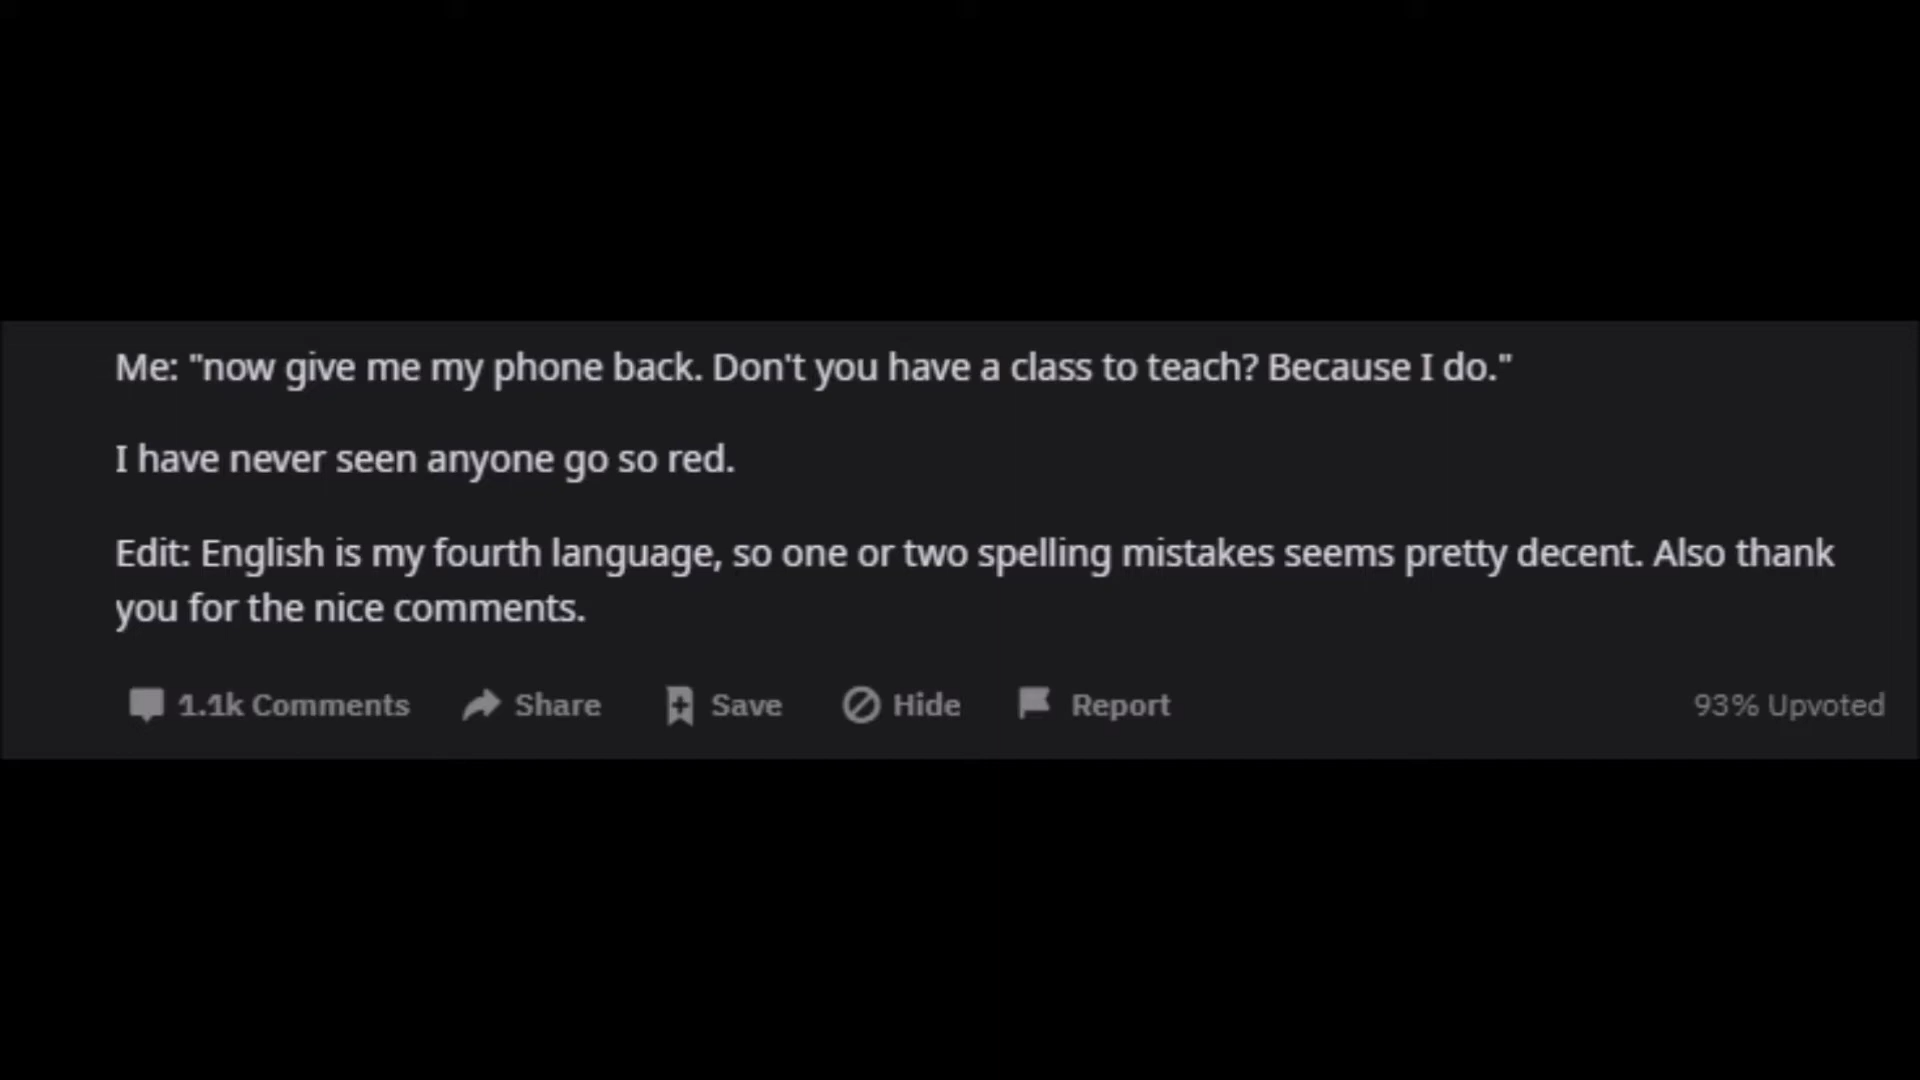 Me: "now give me my phone back. Don't you have a class to teach? Because I do."
I have never seen anyone go so red.
Edit: English is my fourth language, so one or two spelling mistakes seems pretty decent. Also thank
you for the nice comments.
1.1k Comments Share Save Hide Report 93% Upvoted